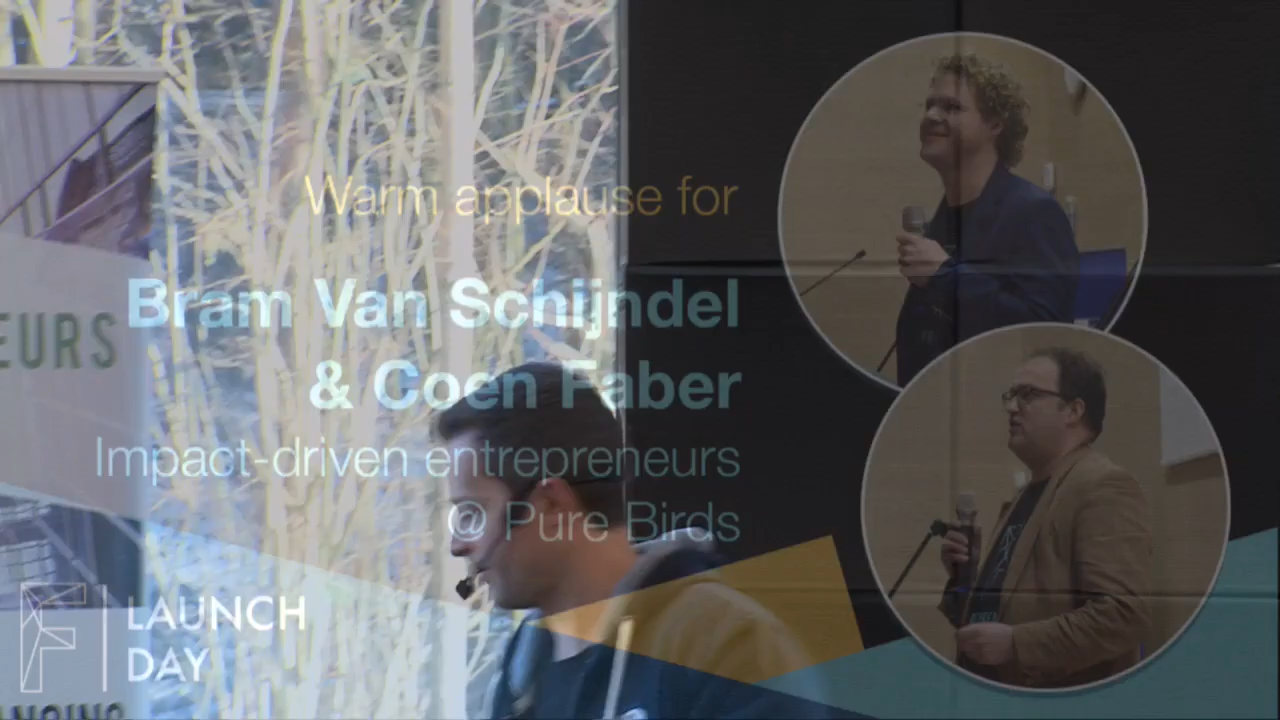 Warm applause for
Bram Van Schijndel
& Coen Faber
Impact-driven entrepreneurs
@ Pure Birds
EURS
F LAUNCH
DAY